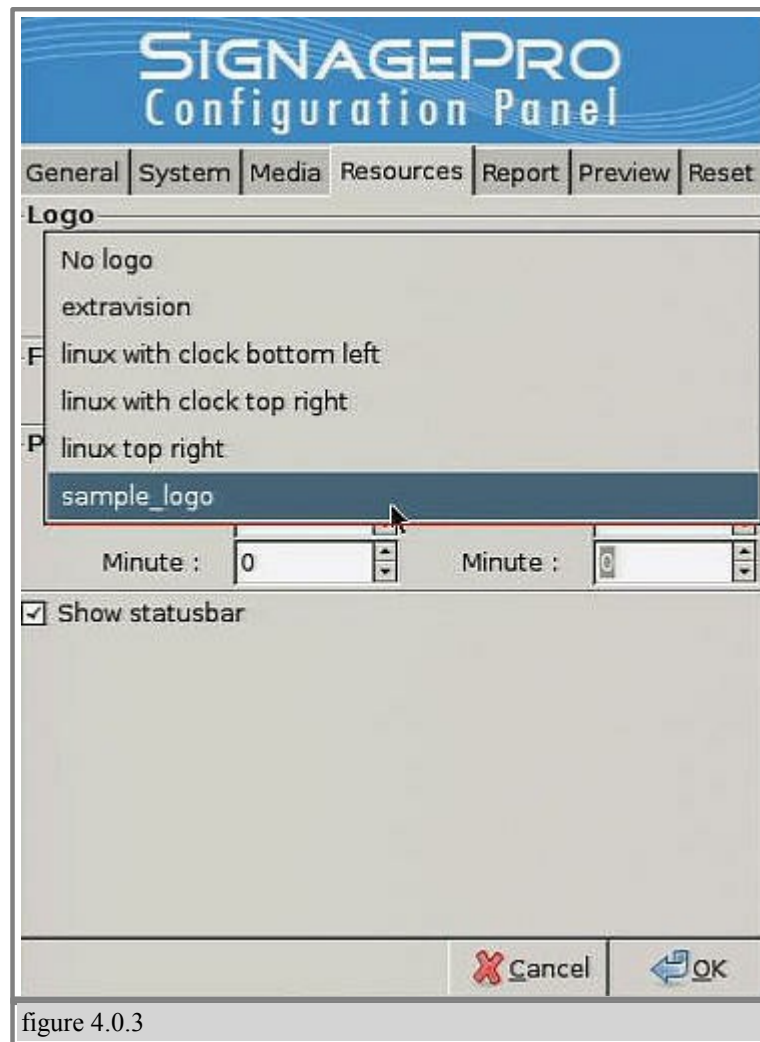 SIGNAGEPRO
Configuration Panel
General System Media Resources Report Preview Reset
Logo
No logo
extravision
linux with clock bottom left
F
linux with clock top right
P
linux top right
sample_logo
Minute : 0 Minute : 0
Show statusbar
Cancel OK
figure 4.0.3